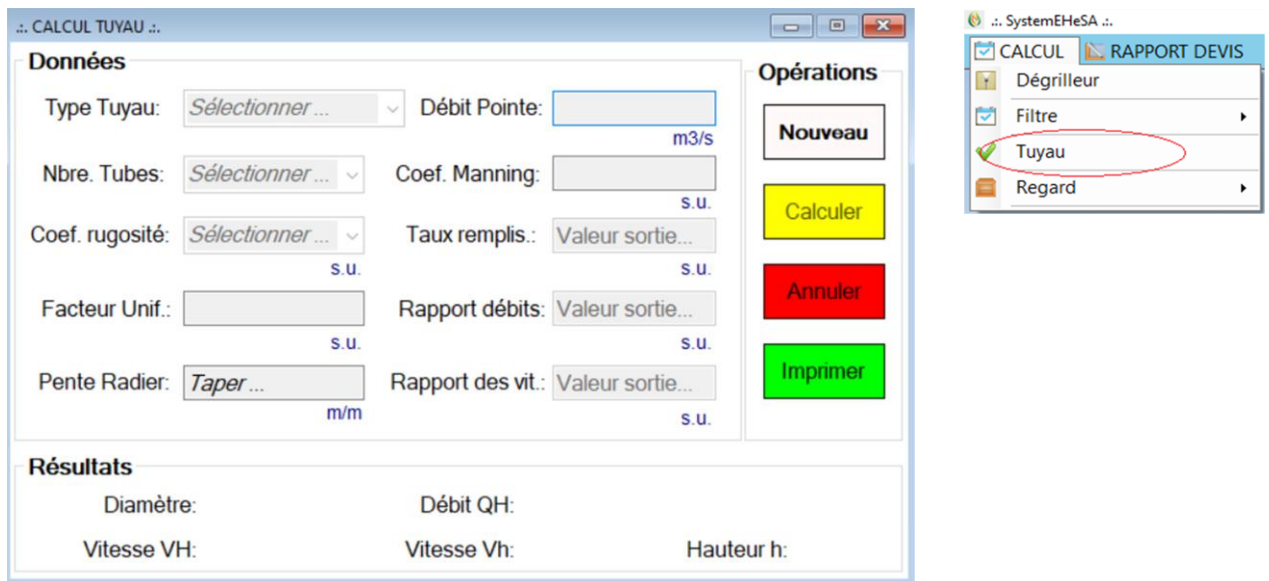 .:. CALCUL TUYAU .:.
Données
Type Tuyau: Sélectionner ... Débit Pointe:
m3/s
Nbre. Tubes: Sélectionner ... Coef. Manning:
s.u.
Coef. rugosité: Sélectionner ... Taux remplis.: Valeur sortie...
s.u. s.u.
Facteur Unif.: Rapport débits: Valeur sortie...
s.u. s.u.
Pente Radier: Taper ... Rapport des vit.: Valeur sortie...
m/m s.u.
Opérations
Nouveau
Calculer
Annuler
Imprimer
Résultats
Diamètre: Débit QH:
Vitesse VH: Vitesse Vh: Hauteur h:
.:. SystemEHeSA .:.
CALCUL RAPPORT DEVIS
Dégrilleur
Filtre
Tuyau
Regard